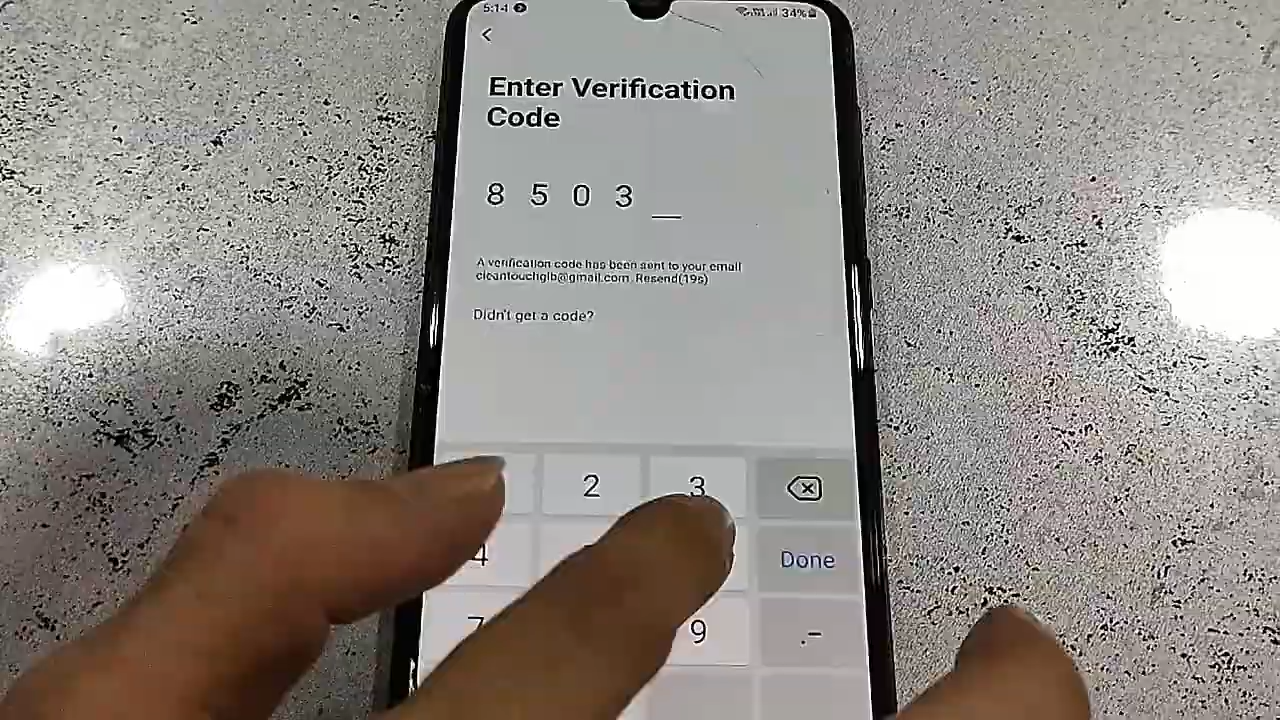 5:14
34%
<
Enter Verification
Code
8 5 0 3 _
A verification code has been sent to your email
cleantouchglb@gmail.com Resend(19s)
Didn't get a code?
2 3
4 Done
7 9 .-